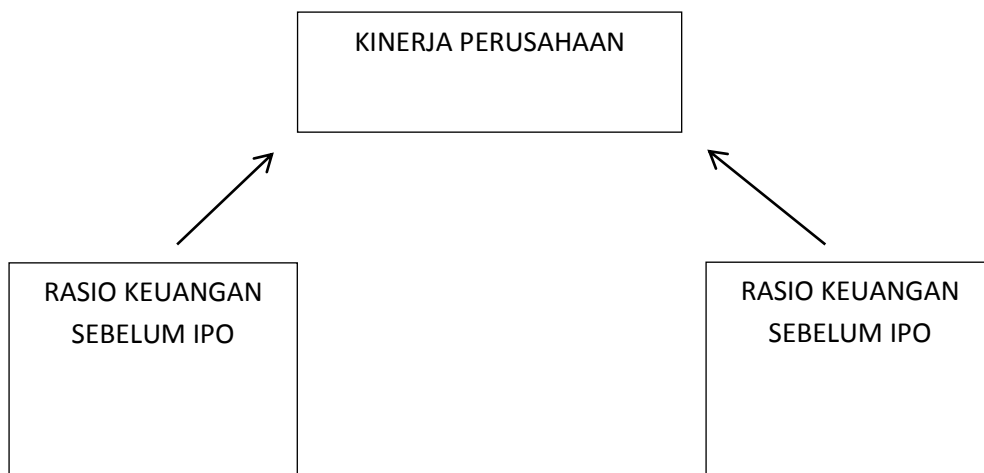 KINERJA PERUSAHAAN
RASIO KEUANGAN
SEBELUM IPO
RASIO KEUANGAN
SEBELUM IPO